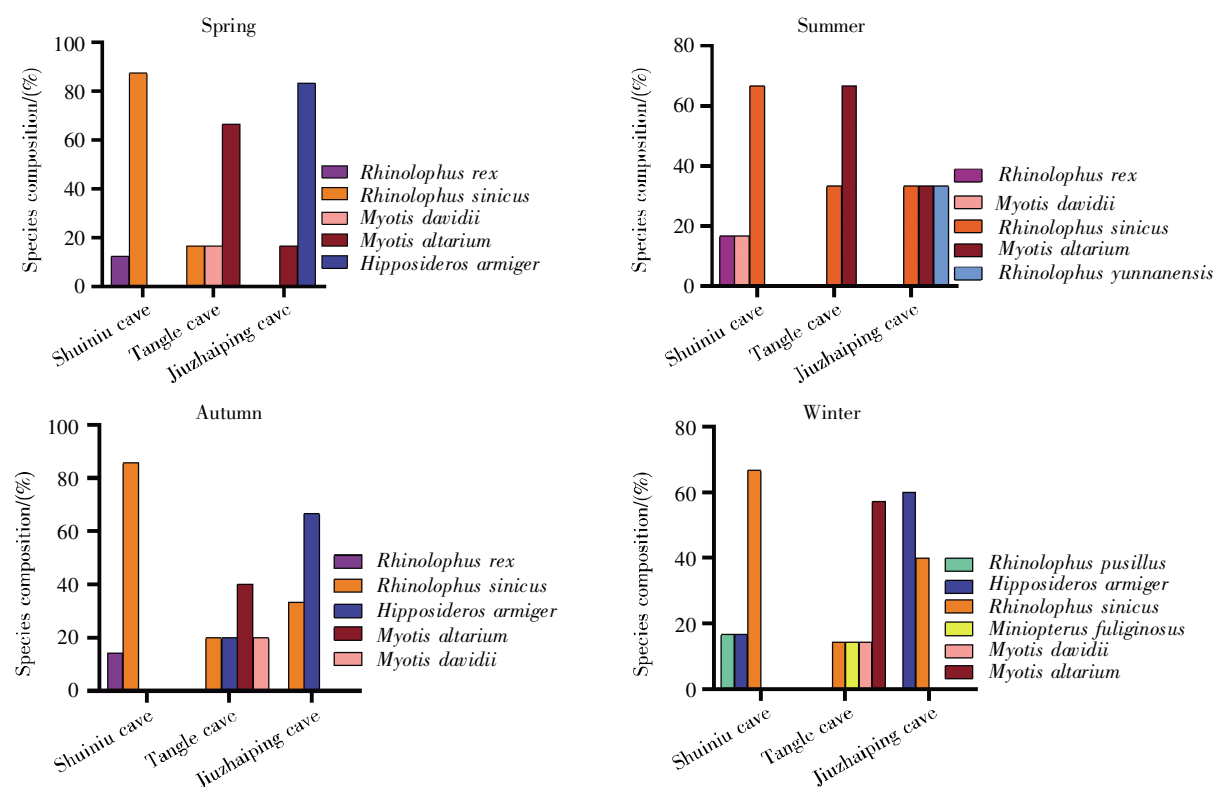 Spring
Species composition/(%)
100
80
60
40
20
0
Shuiniu cave
Tangle cave
Jiuzhaiping cave
Rhinolophus rex
Rhinolophus sinicus
Myotis davidii
Myotis altarium
Hipposideros armiger
Summer
Species composition/(%)
80
60
40
20
0
Shuiniu cave
Tangle cave
Jiuzhaiping cave
Rhinolophus rex
Myotis davidii
Rhinolophus sinicus
Myotis altarium
Rhinolophus yunnanensis
Autumn
Species composition/(%)
100
80
60
40
20
0
Shuiniu cave
Tangle cave
Jiuzhaiping cave
Rhinolophus rex
Rhinolophus sinicus
Hipposideros armiger
Myotis altarium
Myotis davidii
Winter
Species composition/(%)
80
60
40
20
0
Shuiniu cave
Tangle cave
Jiuzhaiping cave
Rhinolophus pusillus
Hipposideros armiger
Rhinolophus sinicus
Miniopterus fuliginosus
Myotis davidii
Myotis altarium